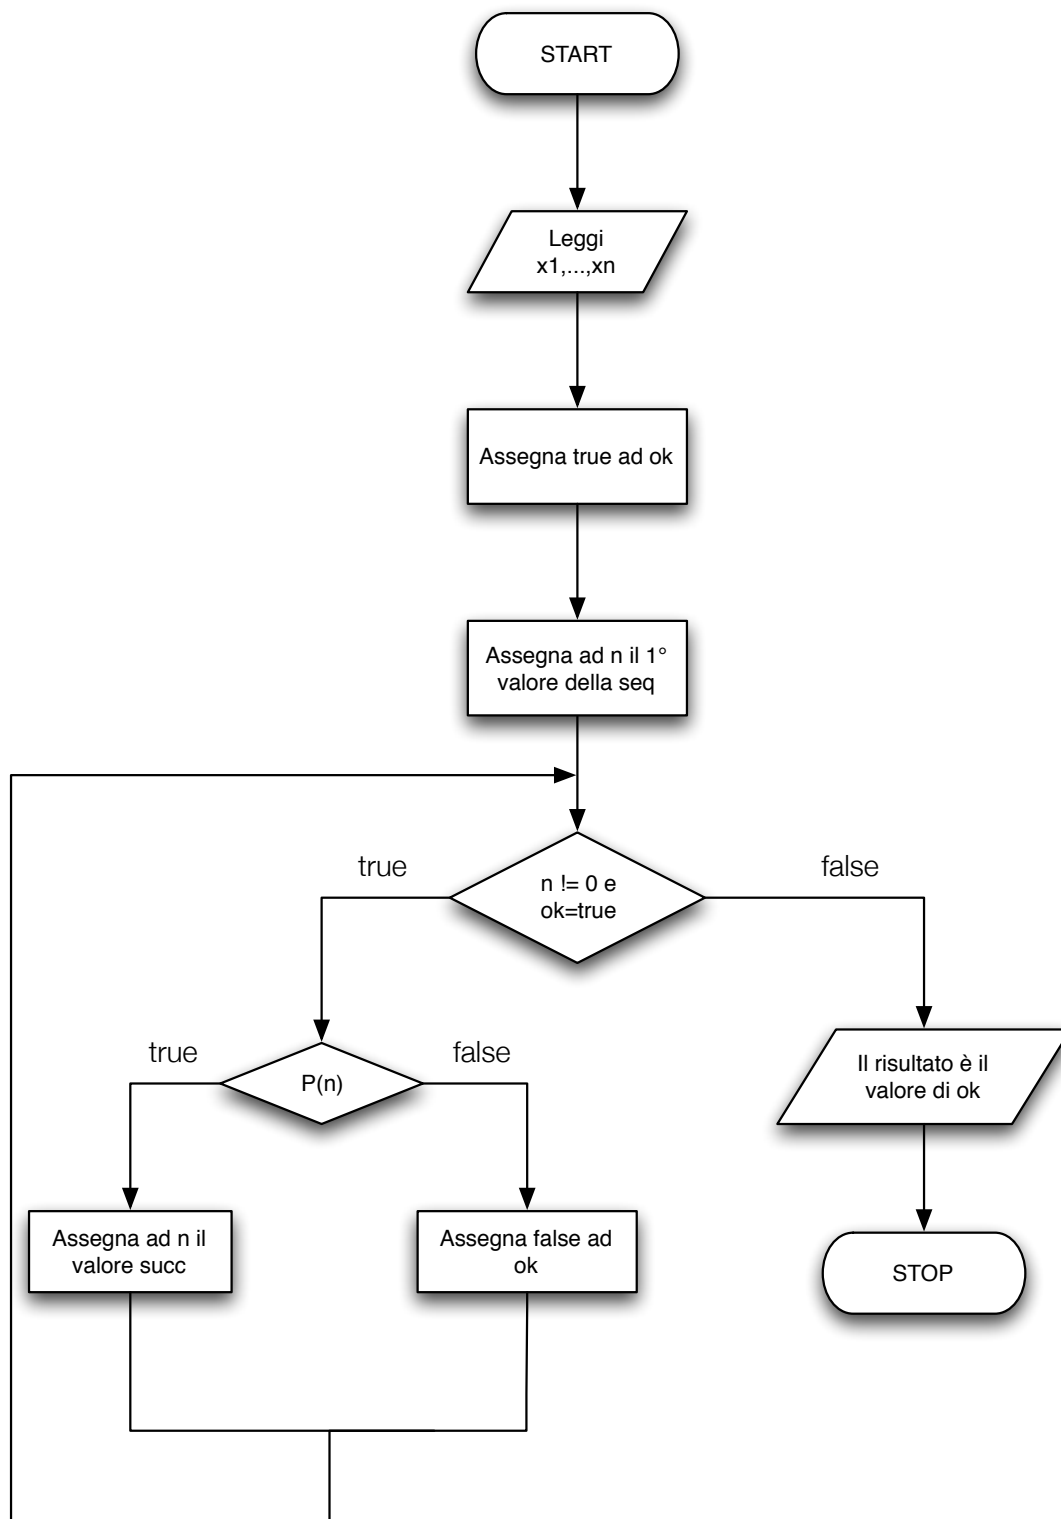 START
Leggi
x1,...,xn
Assegna true ad ok
Assegna ad n il 1°
valore della seq
true
false
n != 0 e
ok=true
true
false
P(n)
Il risultato è il
valore di ok
Assegna ad n il
valore succ
Assegna false ad
ok
STOP